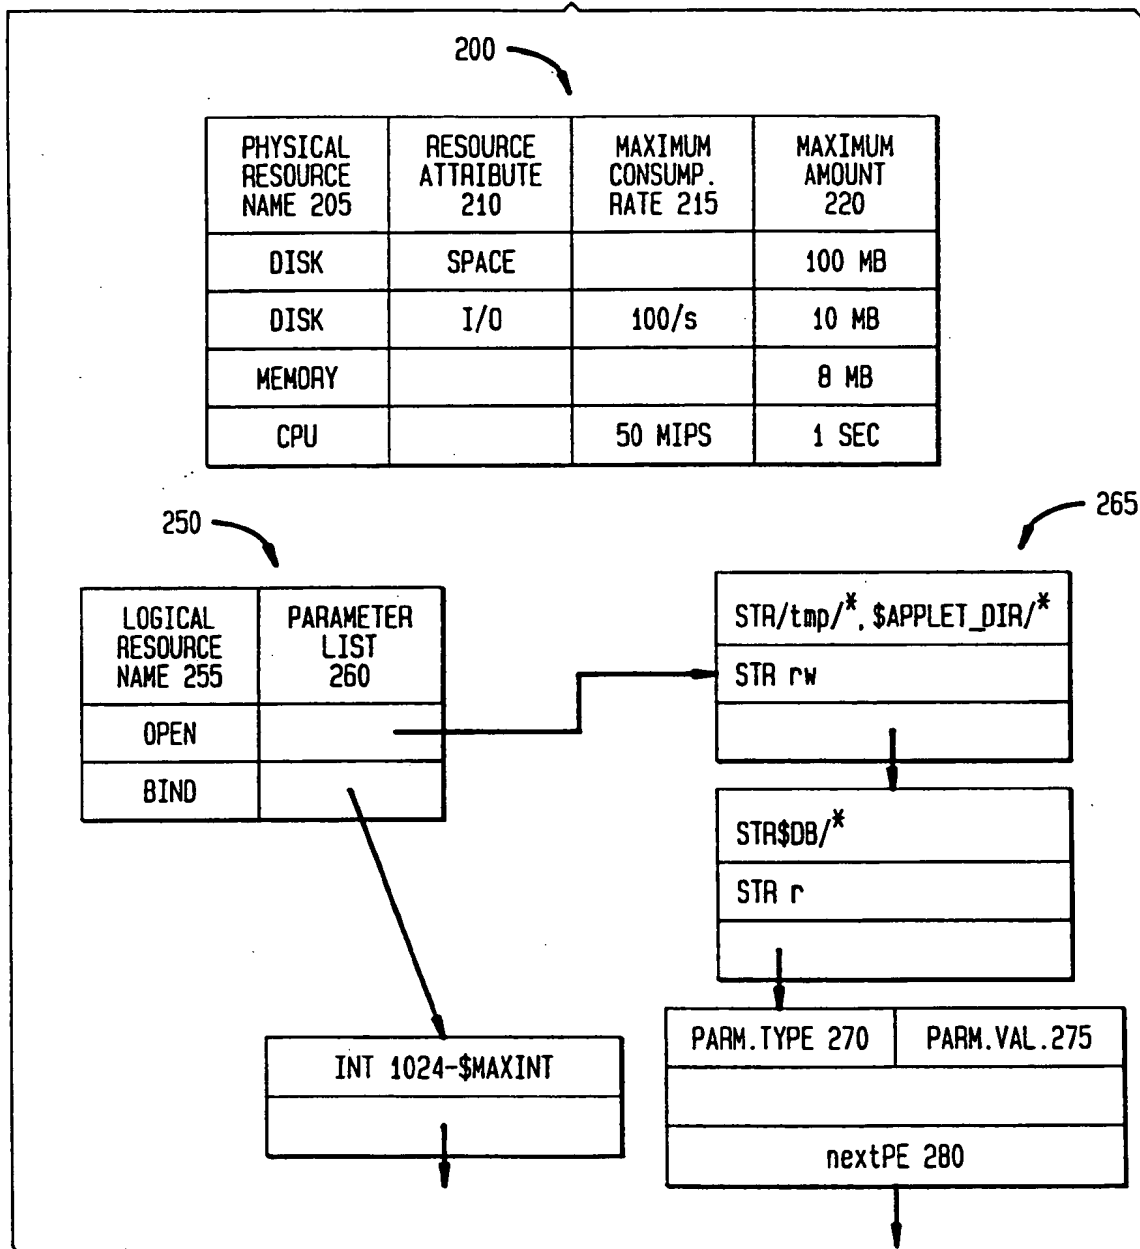 200
PHYSICAL
RESOURCE
NAME 205
RESOURCE
ATTRIBUTE
210
MAXIMUM
CONSUMP.
RATE 215
MAXIMUM
AMOUNT
220
DISK
SPACE
100 MB
DISK
I/O
100/s
10 MB
MEMORY
8 MB
CPU
50 MIPS
1 SEC
250
LOGICAL
RESOURCE
NAME 255
PARAMETER
LIST
260
OPEN
BIND
265
STR/tmp/*, $APPLET_DIR/*
STR rw
STR$DB/*
STR r
INT 1024-$MAXINT
PARM.TYPE 270
PARM.VAL.275
nextPE 280